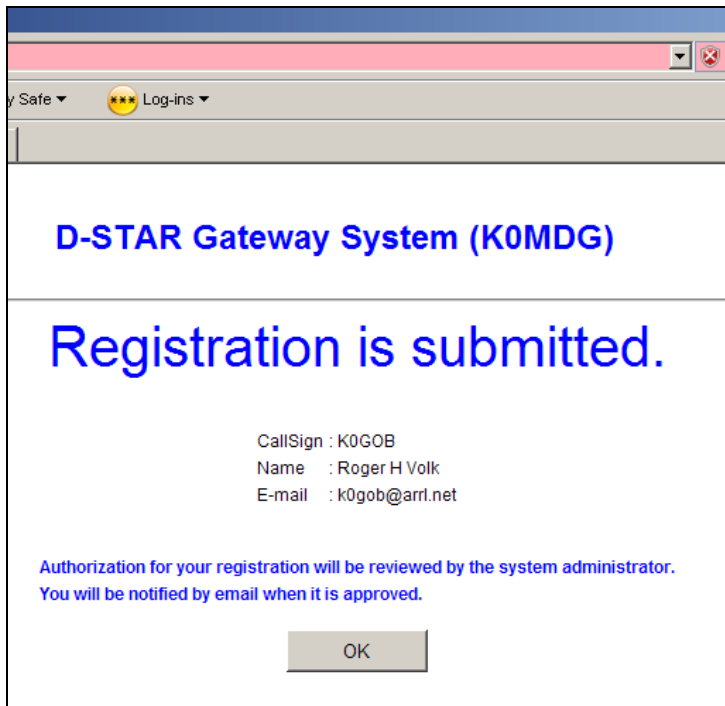 y Safe
*** Log-ins
D-STAR Gateway System (K0MDG)
Registration is submitted.
CallSign : K0GOB
Name : Roger H Volk
E-mail : k0gob@arrl.net
Authorization for your registration will be reviewed by the system administrator.
You will be notified by email when it is approved.
OK